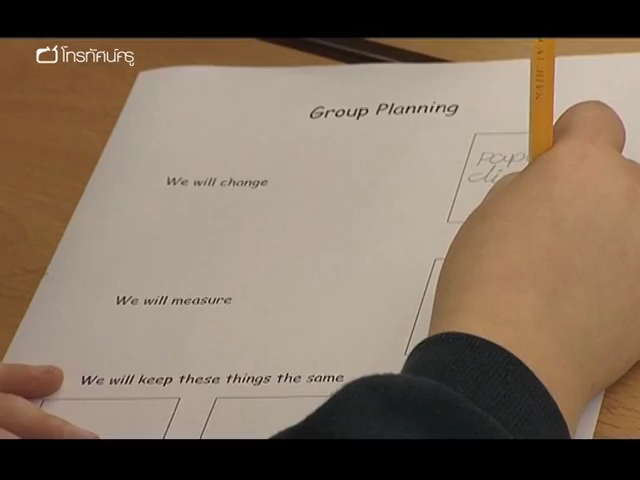 โทรทัศน์ครู
Group Planning
We will change
We will measure
We will keep these things the same